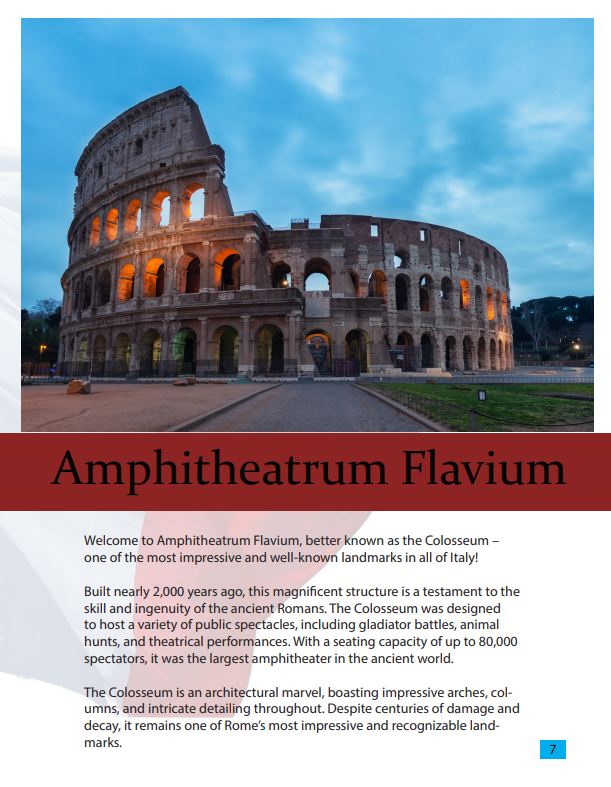 Amphitheatrum Flavium
Welcome to Amphitheatrum Flavium, better known as the Colosseum –
one of the most impressive and well-known landmarks in all of Italy!
Built nearly 2,000 years ago, this magnificent structure is a testament to the
skill and ingenuity of the ancient Romans. The Colosseum was designed
to host a variety of public spectacles, including gladiator battles, animal
hunts, and theatrical performances. With a seating capacity of up to 80,000
spectators, it was the largest amphitheater in the ancient world.
The Colosseum is an architectural marvel, boasting impressive arches, col-
umns, and intricate detailing throughout. Despite centuries of damage and
decay, it remains one of Rome’s most impressive and recognizable land-
marks.
7